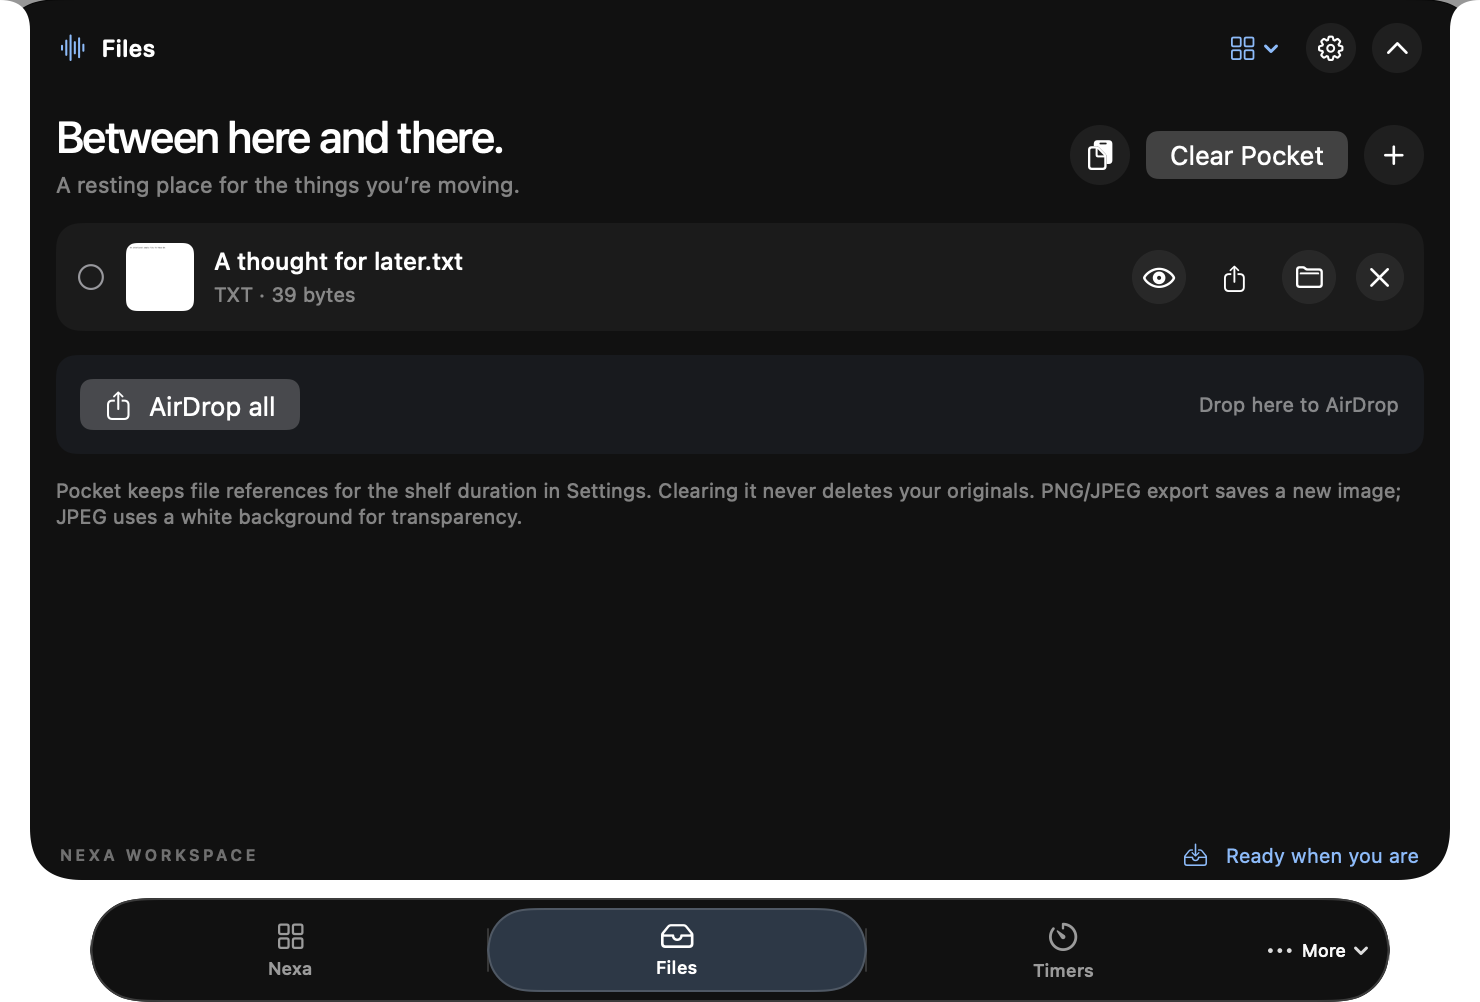 Files
Between here and there.
A resting place for the things you’re moving.
Clear Pocket
A thought for later.txt
TXT · 39 bytes
AirDrop all
Drop here to AirDrop
Pocket keeps file references for the shelf duration in Settings. Clearing it never deletes your originals. PNG/JPEG export saves a new image;
JPEG uses a white background for transparency.
NEXA WORKSPACE
Ready when you are
Nexa
Files
Timers
More